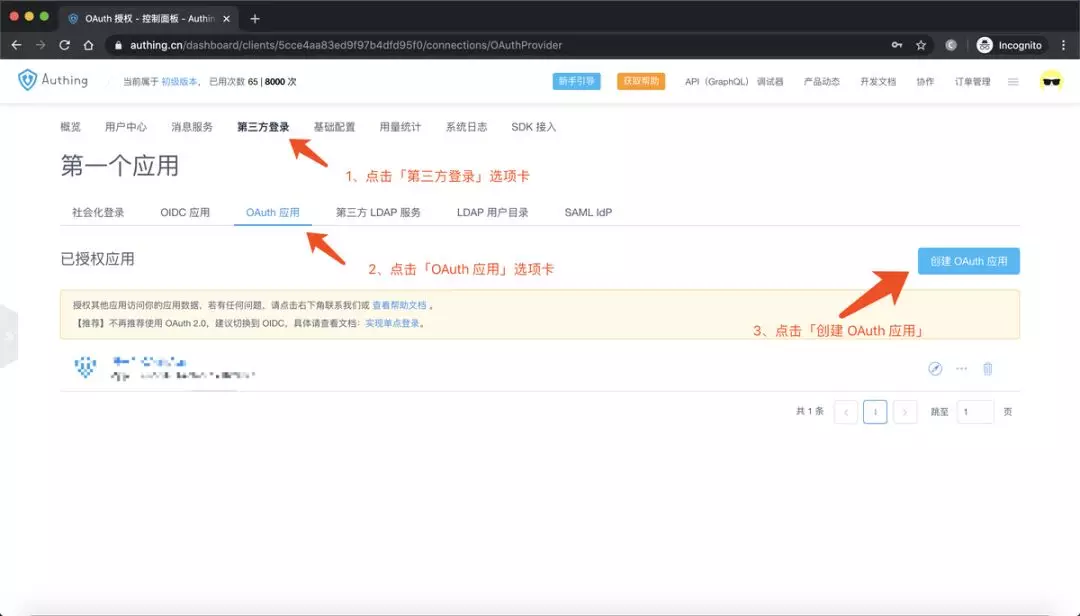 OAuth 授权 - 控制面板 - Authin
authing.cn/dashboard/clients/5cce4aa83ed9f97b4dfd95f0/connections/OAuthProvider
Incognito
Authing
当前属于 初级版本，已用次数 65 | 8000 次
新手引导
获取帮助
API（GraphQL）调试器
产品动态
开发文档
协作
订单管理
概览
用户中心
消息服务
第三方登录
基础配置
用量统计
系统日志
SDK 接入
第一个应用
1、点击「第三方登录」选项卡
社会化登录
OIDC 应用
OAuth 应用
第三方 LDAP 服务
LDAP 用户目录
SAML IdP
已授权应用
2、点击「OAuth 应用」选项卡
创建 OAuth 应用
授权其他应用访问你的应用数据，若有任何问题，请点击右下角联系我们或 查看帮助文档 。
【推荐】不再推荐使用 OAuth 2.0，建议切换到 OIDC，具体请查看文档：实现单点登录。
3、点击「创建 OAuth 应用」
共 1 条
1
跳至
1
页